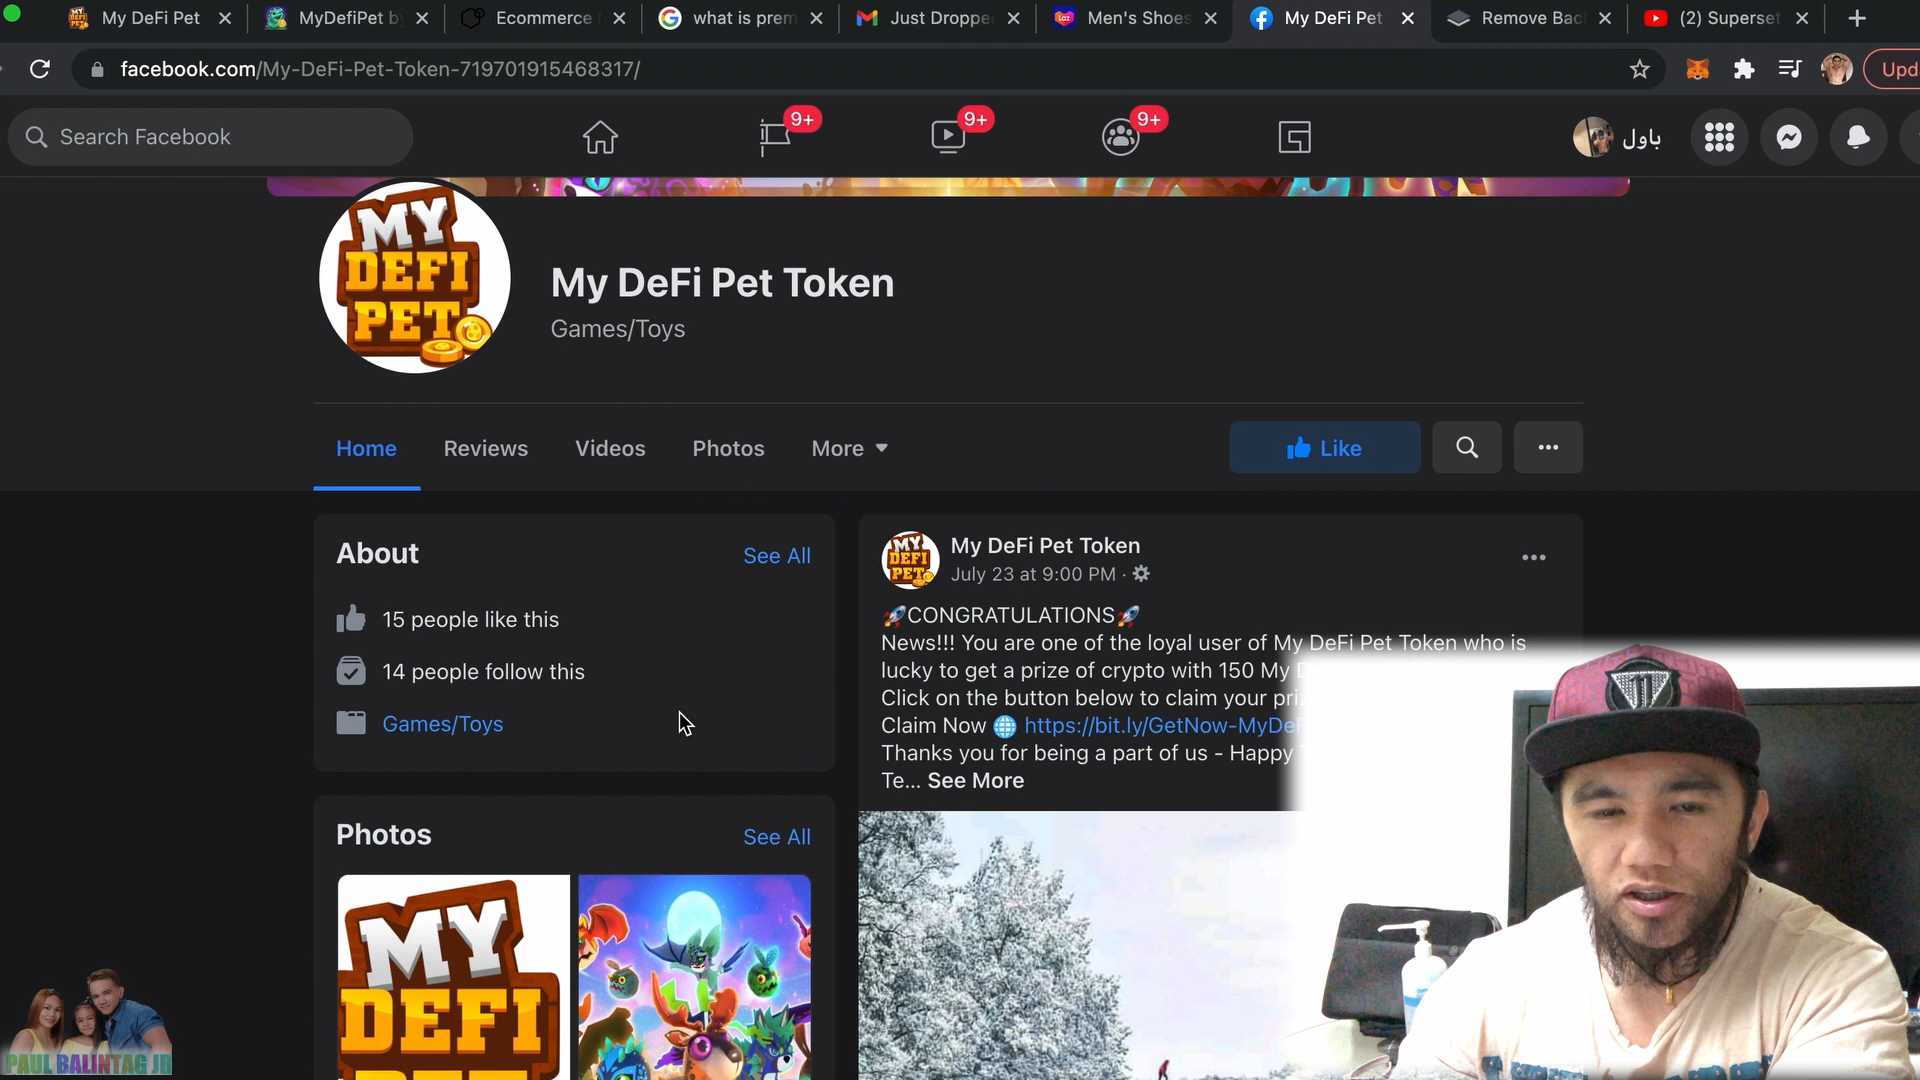 My DeFi Pet
MyDefiPet by
Ecommerce
what is prem
Just Droppe
Men's Shoes
My DeFi Pet
Remove Bac
(2) Superset
facebook.com/My-DeFi-Pet-Token-719701915468317/
Upd
Search Facebook
9+
9+
9+
باول
MY
DEFI
PET
My DeFi Pet Token
Games/Toys
Home
Reviews
Videos
Photos
More
Like
About
See All
15 people like this
14 people follow this
Games/Toys
Photos
See All
MY
DEFI
MY
DEFI
PET
My DeFi Pet Token
July 23 at 9:00 PM ·
🚀CONGRATULATIONS🚀
News!!! You are one of the loyal user of My DeFi Pet Token who is
lucky to get a prize of crypto with 150 My
Click on the button below to claim your priz
Claim Now 🌐 https://bit.ly/GetNow-MyDe
Thanks you for being a part of us - Happy
Te... See More
PAUL BALINTAG JR